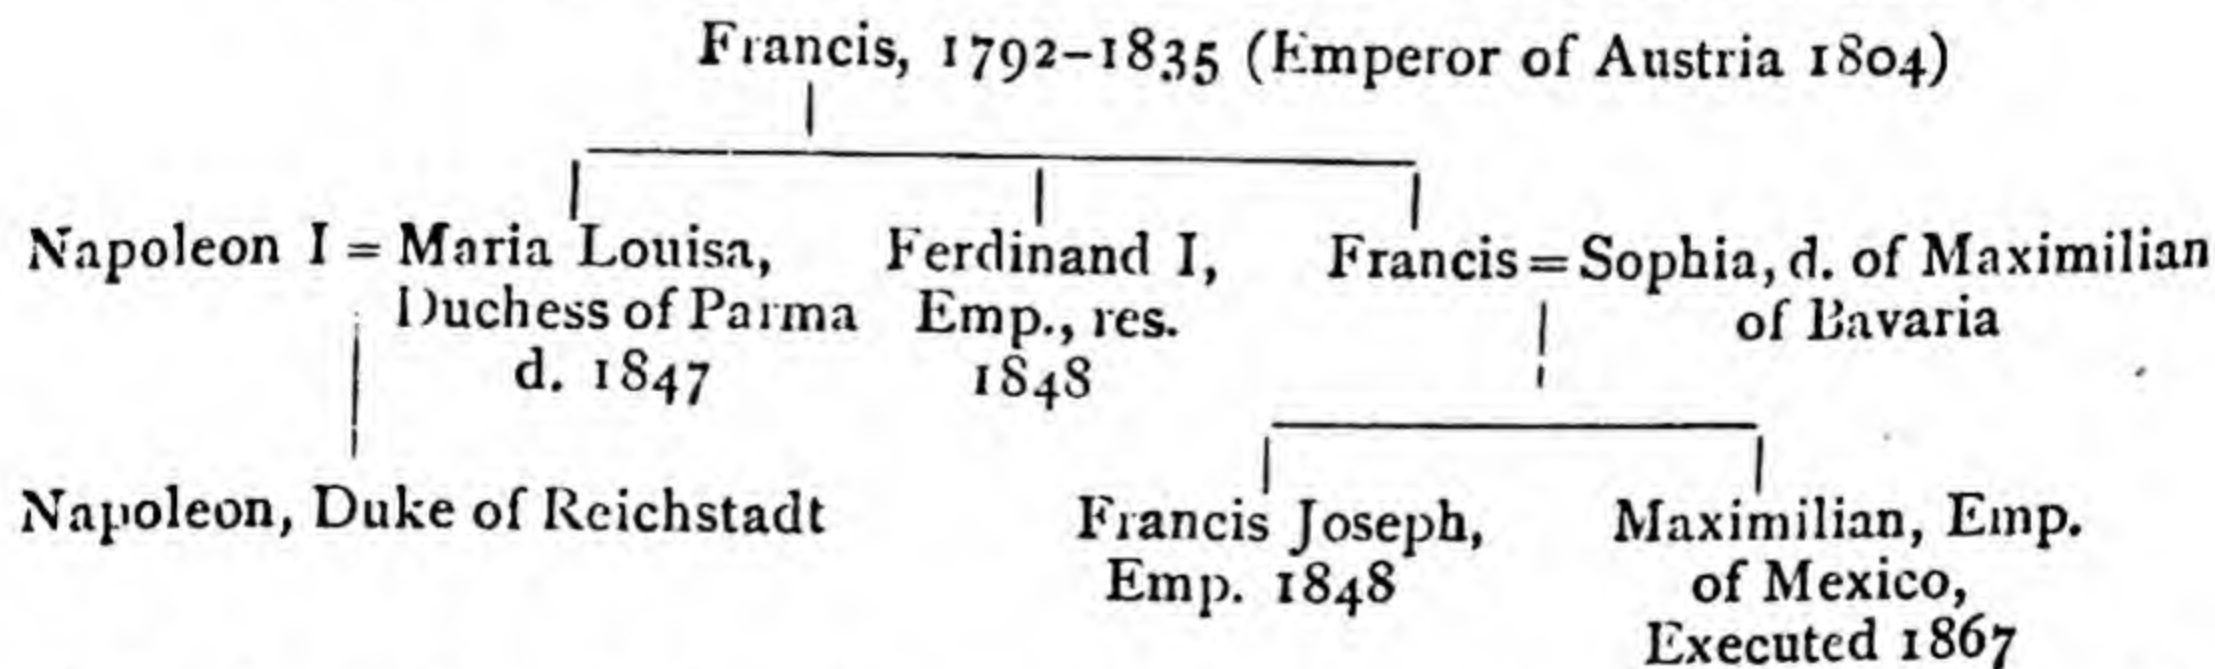 Francis, 1792–1835 (Emperor of Austria 1804)
Napoleon I = Maria Louisa,
Duchess of Parma
d. 1847
Ferdinand I,
Emp., res.
1848
Francis = Sophia, d. of Maximilian
of Bavaria
Napoleon, Duke of Reichstadt
Francis Joseph,
Emp. 1848
Maximilian, Emp.
of Mexico,
Executed 1867